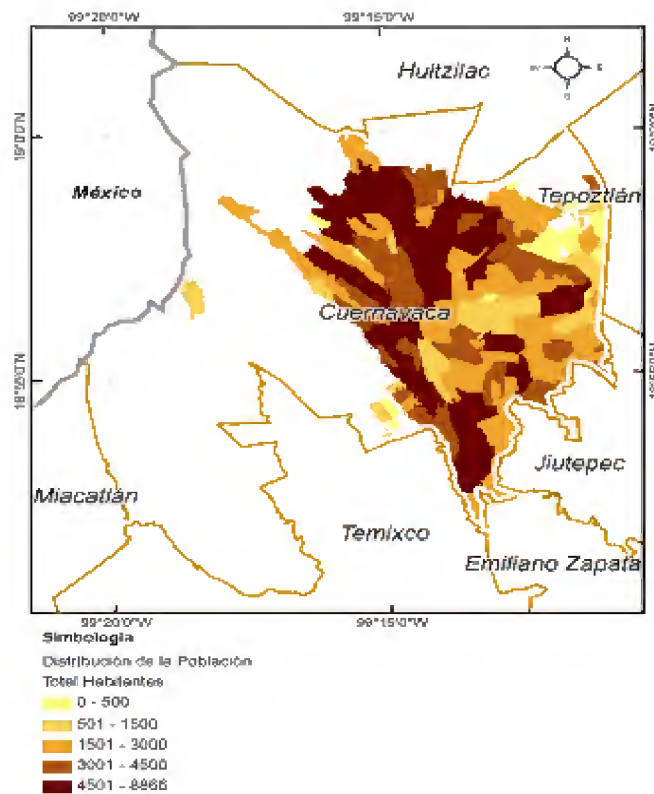 99°20'0"W 99°15'0"W
Huitzilac
N
México
Tepoztlán
Cuernavaca
Jiutepec
Miacatlán
Temixco
Emiliano Zapata
99°20'0"W 99°15'0"W
Simbología
Distribución de la Población
Total Habitantes
0 - 500
501 - 1500
1501 - 3000
3001 - 4500
4501 - 8866